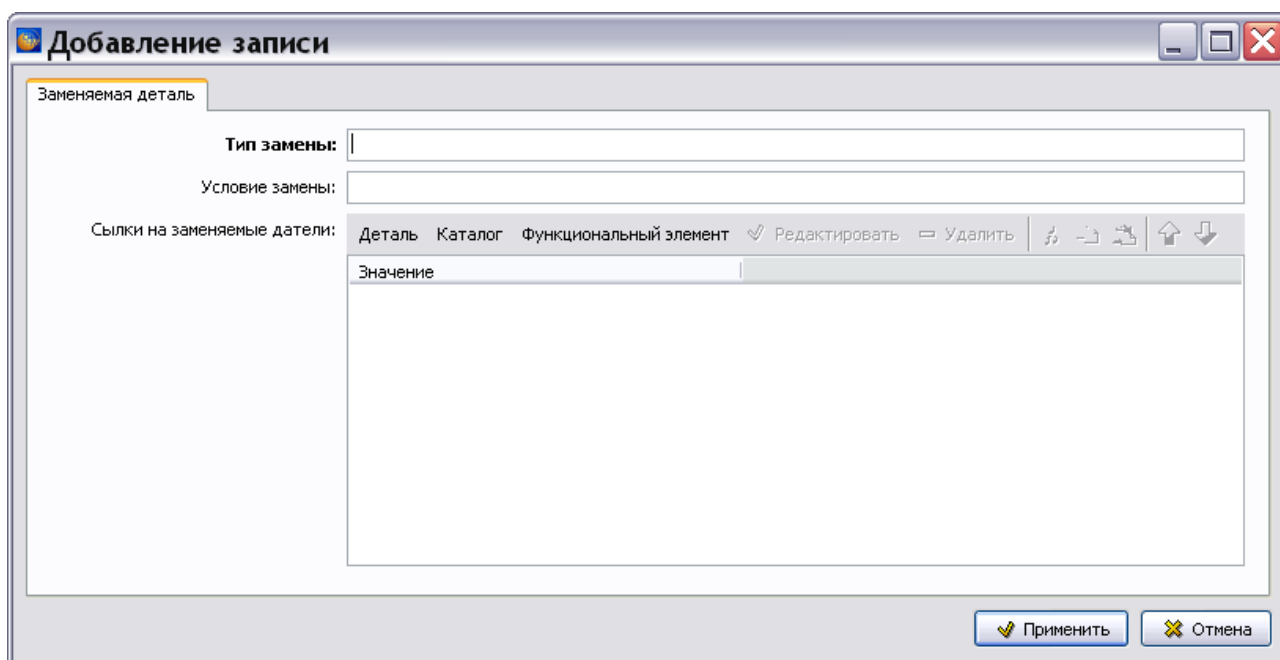 Добавление записи
Заменяемая деталь
Тип замены:
Условие замены:
Сылки на заменяемые датели: Деталь Каталог Функциональный элемент Редактировать Удалить
Значение
Применить Отмена